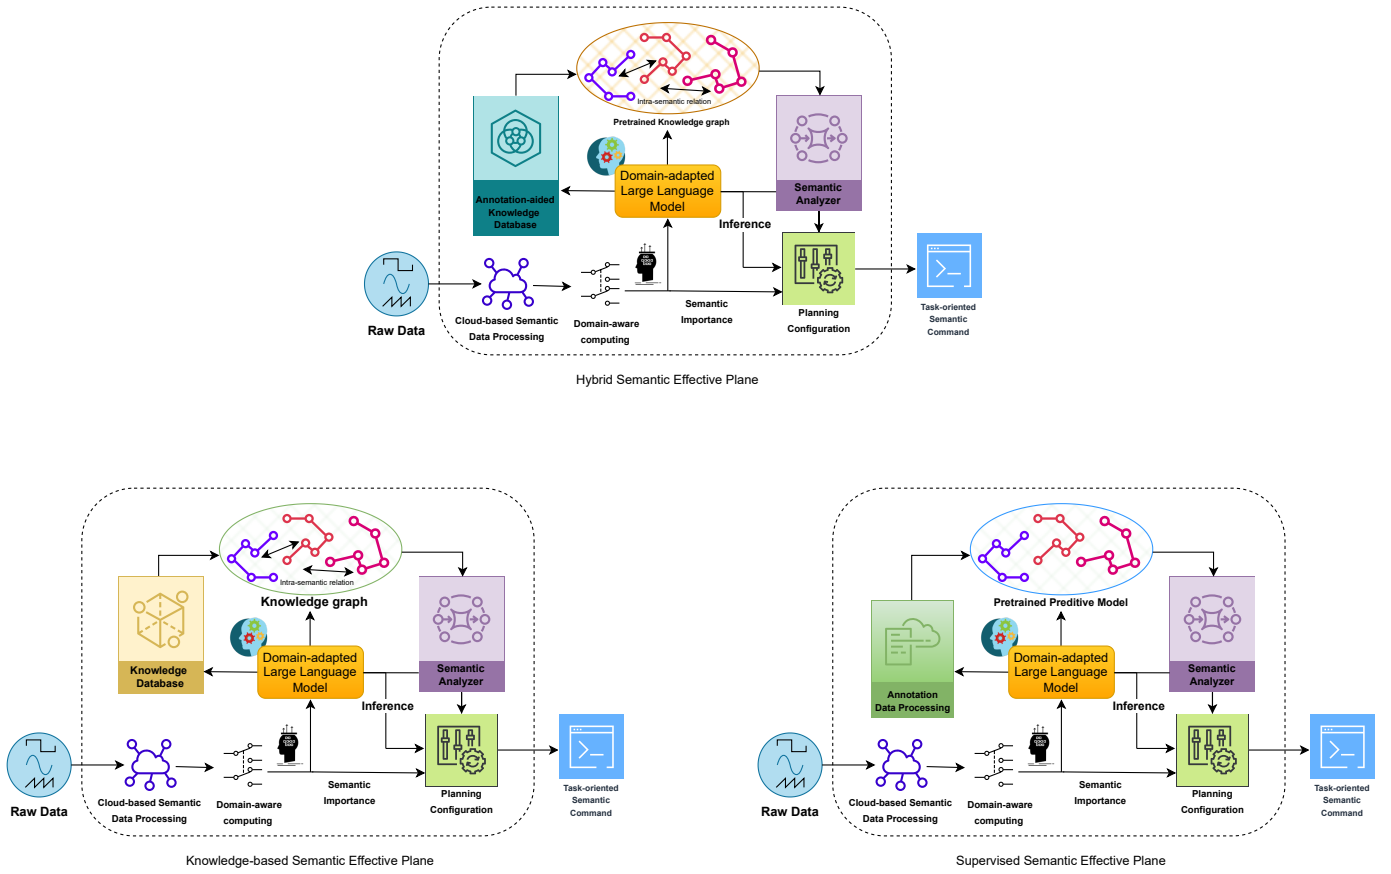 Intra-semantic relation
Pretrained Knowledge graph
Domain-adapted
Large Language
Model
Annotation-aided
Knowledge
Database
Semantic
Analyzer
Inference
Raw Data
Cloud-based Semantic
Data Processing
Domain-aware
computing
Semantic
Importance
Planning
Configuration
Task-oriented
Semantic
Command
Hybrid Semantic Effective Plane
Intra-semantic relation
Knowledge graph
Domain-adapted
Large Language
Model
Knowledge
Database
Semantic
Analyzer
Inference
Raw Data
Cloud-based Semantic
Data Processing
Domain-aware
computing
Semantic
Importance
Planning
Configuration
Task-oriented
Semantic
Command
Knowledge-based Semantic Effective Plane
Pretrained Preditive Model
Domain-adapted
Large Language
Model
Annotation
Data Processing
Semantic
Analyzer
Inference
Raw Data
Cloud-based Semantic
Data Processing
Domain-aware
computing
Semantic
Importance
Planning
Configuration
Task-oriented
Semantic
Command
Supervised Semantic Effective Plane